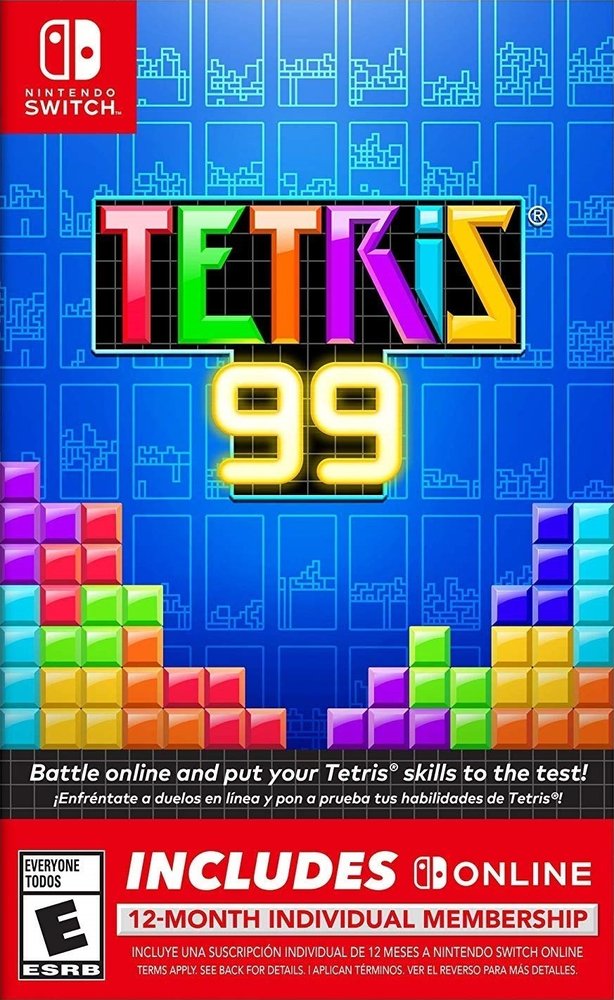 NINTENDO
SWITCH™
TETRIS®
99
Battle online and put your Tetris® skills to the test!
¡Enfréntate a duelos en línea y pon a prueba tus habilidades de Tetris®!
EVERYONE
TODOS
E
ESRB
INCLUDES ONLINE
12-MONTH INDIVIDUAL MEMBERSHIP
INCLUYE UNA SUSCRIPCIÓN INDIVIDUAL DE 12 MESES A NINTENDO SWITCH ONLINE
TERMS APPLY. SEE BACK FOR DETAILS. | APLICAN TÉRMINOS. VER EL REVERSO PARA MÁS DETALLES.